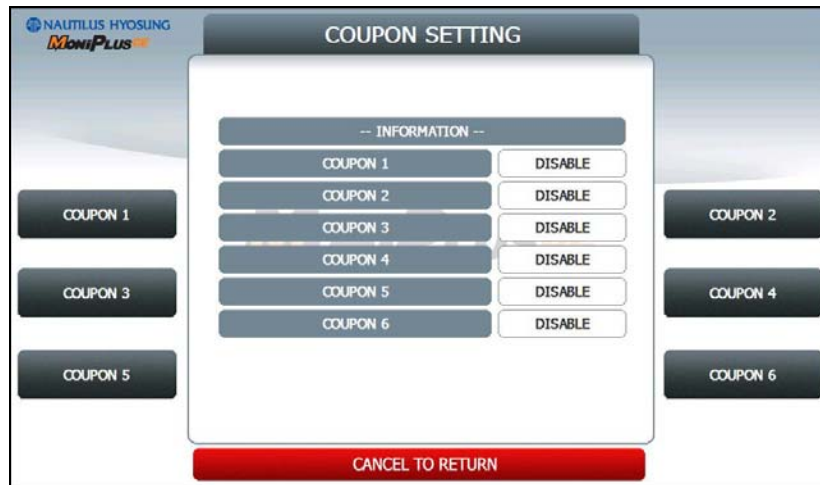 NAUTILUS HYOSUNG
MONiPLUS
COUPON SETTING
-- INFORMATION --
COUPON 1 DISABLE
COUPON 2 DISABLE
COUPON 3 DISABLE
COUPON 4 DISABLE
COUPON 5 DISABLE
COUPON 6 DISABLE
COUPON 1
COUPON 2
COUPON 3
COUPON 4
COUPON 5
COUPON 6
CANCEL TO RETURN